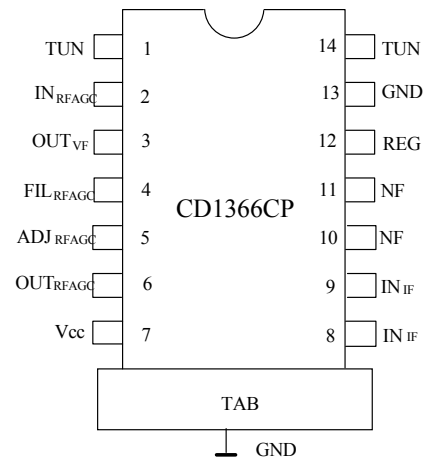 TUN 1 14 TUN
IN RFAGC 2 13 GND
OUT VF 3 12 REG
FIL RFAGC 4 11 NF
CD1366CP
ADJ RFAGC 5 10 NF
OUT RFAGC 6 9 IN IF
Vcc 7 8 IN IF
TAB
GND